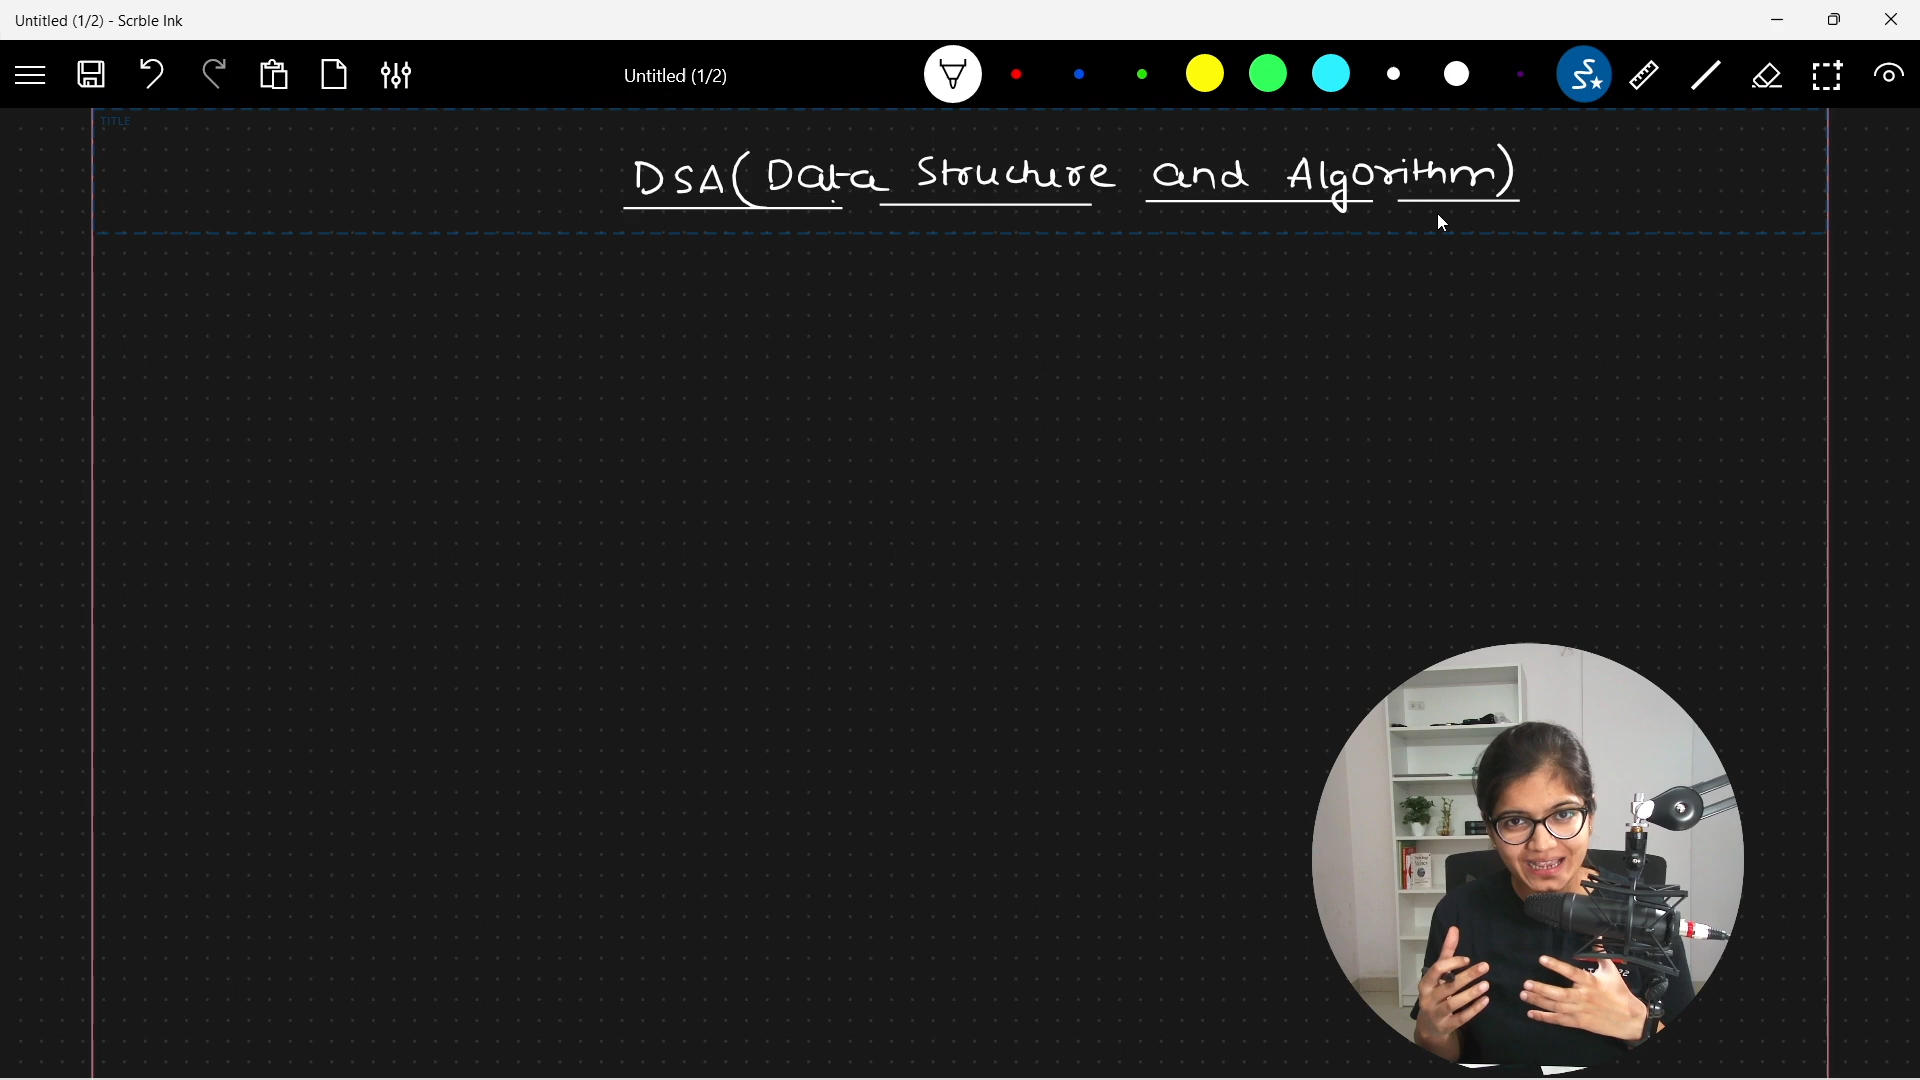 Untitled (1/2) - Scrble Ink
Untitled (1/2)
TITLE
DSA(Data Structure and Algorithm)